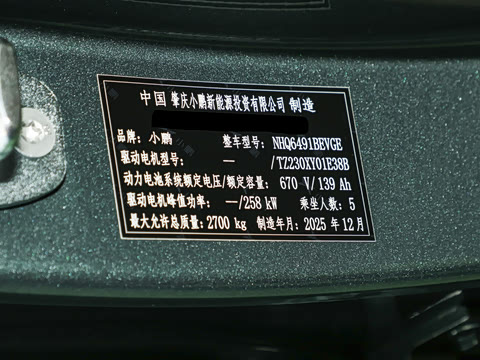 中国 肇庆小鹏新能源投资有限公司 制造
品牌：小鹏 整车型号：NHQ6491BEVGE
驱动电机型号： — /TZ230XY01E38B
动力电池系统额定电压/额定容量： 670 V/139 Ah
驱动电机峰值功率： —/258 kW 乘坐人数：5
最大允许总质量：2700 kg 制造年月：2025 年 12 月